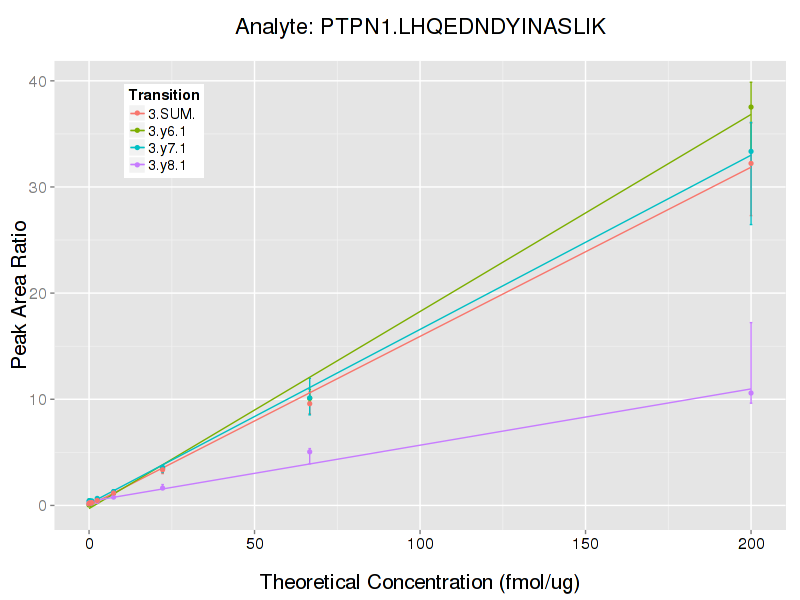 Analyte: PTPN1.LHQEDNDYINASLIK
Transition
3.SUM.
3.y6.1
3.y7.1
3.y8.1
Peak Area Ratio
40
30
20
10
0
0 50 100 150 200
Theoretical Concentration (fmol/ug)